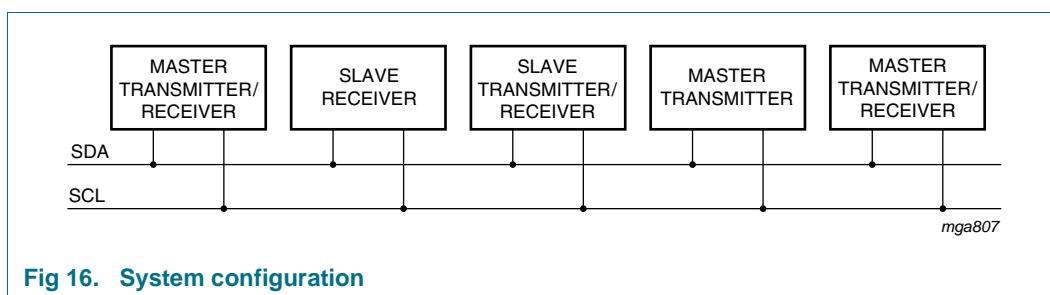 MASTER
TRANSMITTER/
RECEIVER
SLAVE
RECEIVER
SLAVE
TRANSMITTER/
RECEIVER
MASTER
TRANSMITTER
MASTER
TRANSMITTER/
RECEIVER
SDA
SCL
mga807
Fig 16. System configuration